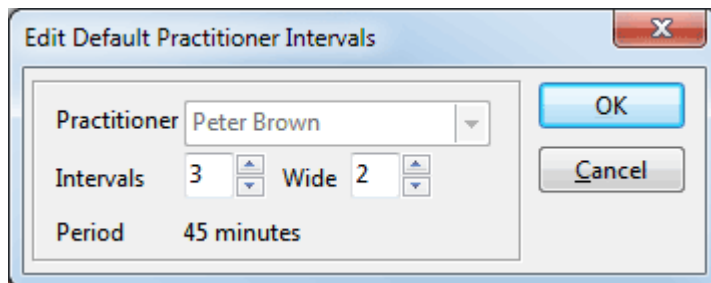 Edit Default Practitioner Intervals
Practitioner Peter Brown
OK
Intervals 3 Wide 2
Cancel
Period 45 minutes